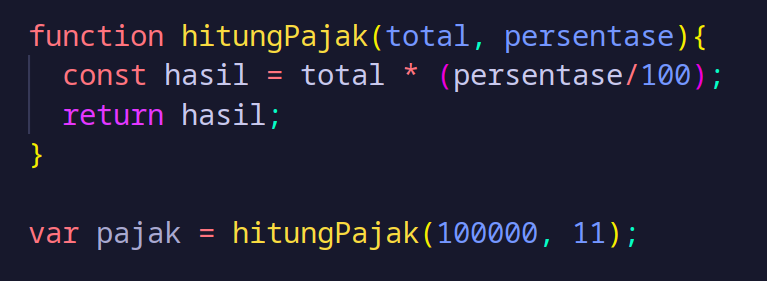 function hitungPajak(total, persentase){
  const hasil = total * (persentase/100);
  return hasil;
}
var pajak = hitungPajak(100000, 11);